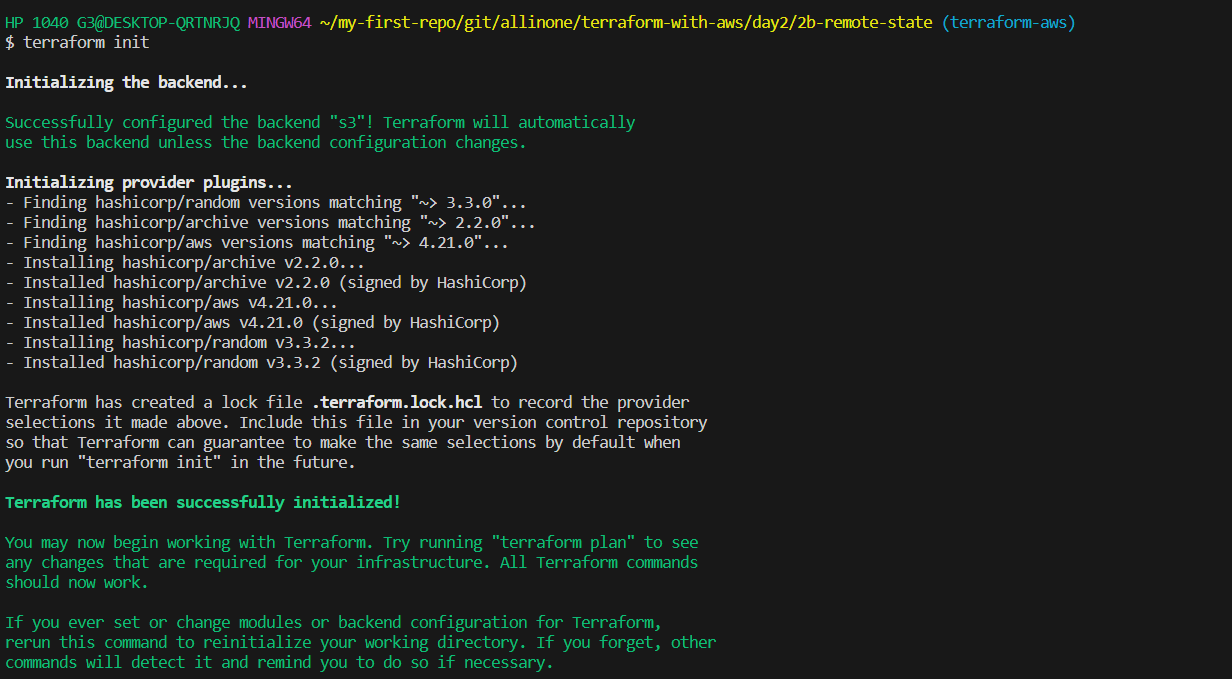 HP 1040 G3@DESKTOP-QRTNRJQ MINGW64 ~/my-first-repo/git/allinone/terraform-with-aws/day2/2b-remote-state (terraform-aws)
$ terraform init
Initializing the backend...
Successfully configured the backend "s3"! Terraform will automatically
use this backend unless the backend configuration changes.
Initializing provider plugins...
- Finding hashicorp/random versions matching "~> 3.3.0"...
- Finding hashicorp/archive versions matching "~> 2.2.0"...
- Finding hashicorp/aws versions matching "~> 4.21.0"...
- Installing hashicorp/archive v2.2.0...
- Installed hashicorp/archive v2.2.0 (signed by HashiCorp)
- Installing hashicorp/aws v4.21.0...
- Installed hashicorp/aws v4.21.0 (signed by HashiCorp)
- Installing hashicorp/random v3.3.2...
- Installed hashicorp/random v3.3.2 (signed by HashiCorp)
Terraform has created a lock file .terraform.lock.hcl to record the provider
selections it made above. Include this file in your version control repository
so that Terraform can guarantee to make the same selections by default when
you run "terraform init" in the future.
Terraform has been successfully initialized!
You may now begin working with Terraform. Try running "terraform plan" to see
any changes that are required for your infrastructure. All Terraform commands
should now work.
If you ever set or change modules or backend configuration for Terraform,
rerun this command to reinitialize your working directory. If you forget, other
commands will detect it and remind you to do so if necessary.